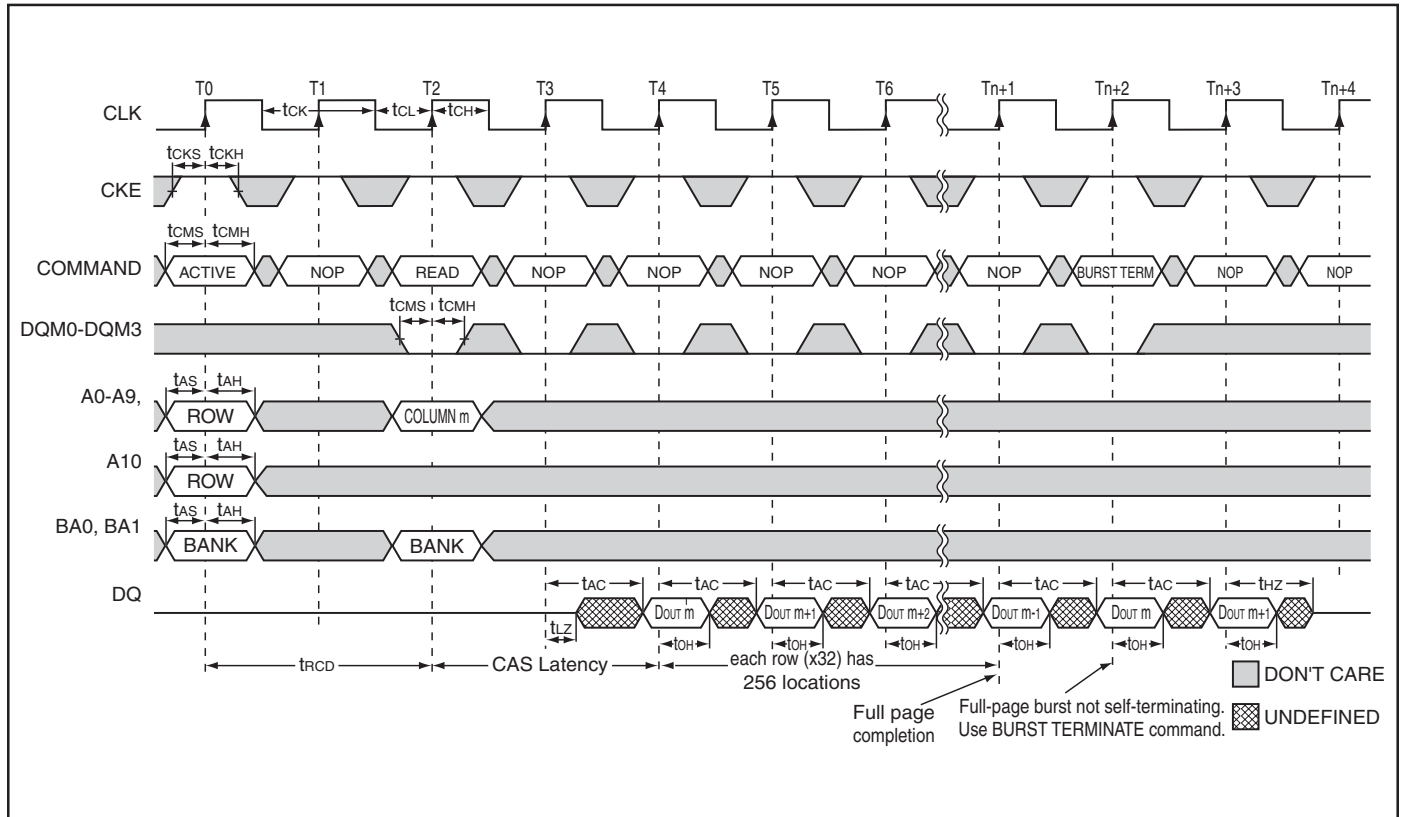 T0 T1 T2 T3 T4 T5 T6 Tn+1 Tn+2 Tn+3 Tn+4
CLK
tCK tCL tCH
tCKS tCKH
CKE
tCMS tCMH
COMMAND
ACTIVE NOP READ NOP NOP NOP NOP NOP BURST TERM NOP NOP
tCMS tCMH
DQM0-DQM3
tAS tAH
A0-A9,
ROW COLUMN m
tAS tAH
A10
ROW
tAS tAH
BA0, BA1
BANK BANK
tAC tAC tAC tAC tAC tAC tHZ
DQ
DOUT m DOUT m+1 DOUT m+2 DOUT m-1 DOUT m DOUT m+1
tLZ
tOH tOH tOH tOH tOH tOH
tRCD CAS Latency each row (x32) has
256 locations
DON'T CARE
Full page
completion
Full-page burst not self-terminating.
Use BURST TERMINATE command.
UNDEFINED